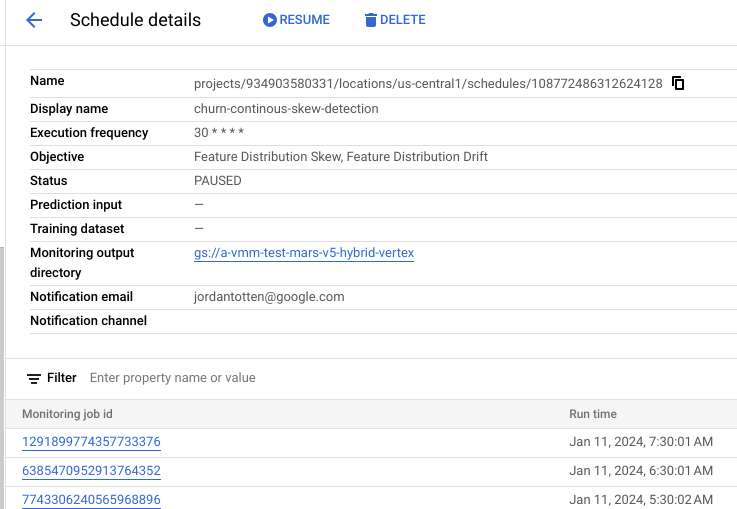 Schedule details RESUME DELETE
Name projects/934903580331/locations/us-central1/schedules/108772486312624128
Display name churn-continous-skew-detection
Execution frequency 30 * * * *
Objective Feature Distribution Skew, Feature Distribution Drift
Status PAUSED
Prediction input —
Training dataset —
Monitoring output directory gs://a-vmm-test-mars-v5-hybrid-vertex
Notification email jordantotten@google.com
Notification channel
Filter Enter property name or value
Monitoring job id Run time
1291899774357733376 Jan 11, 2024, 7:30:01 AM
6385470952913764352 Jan 11, 2024, 6:30:01 AM
7743306240565968896 Jan 11, 2024, 5:30:02 AM